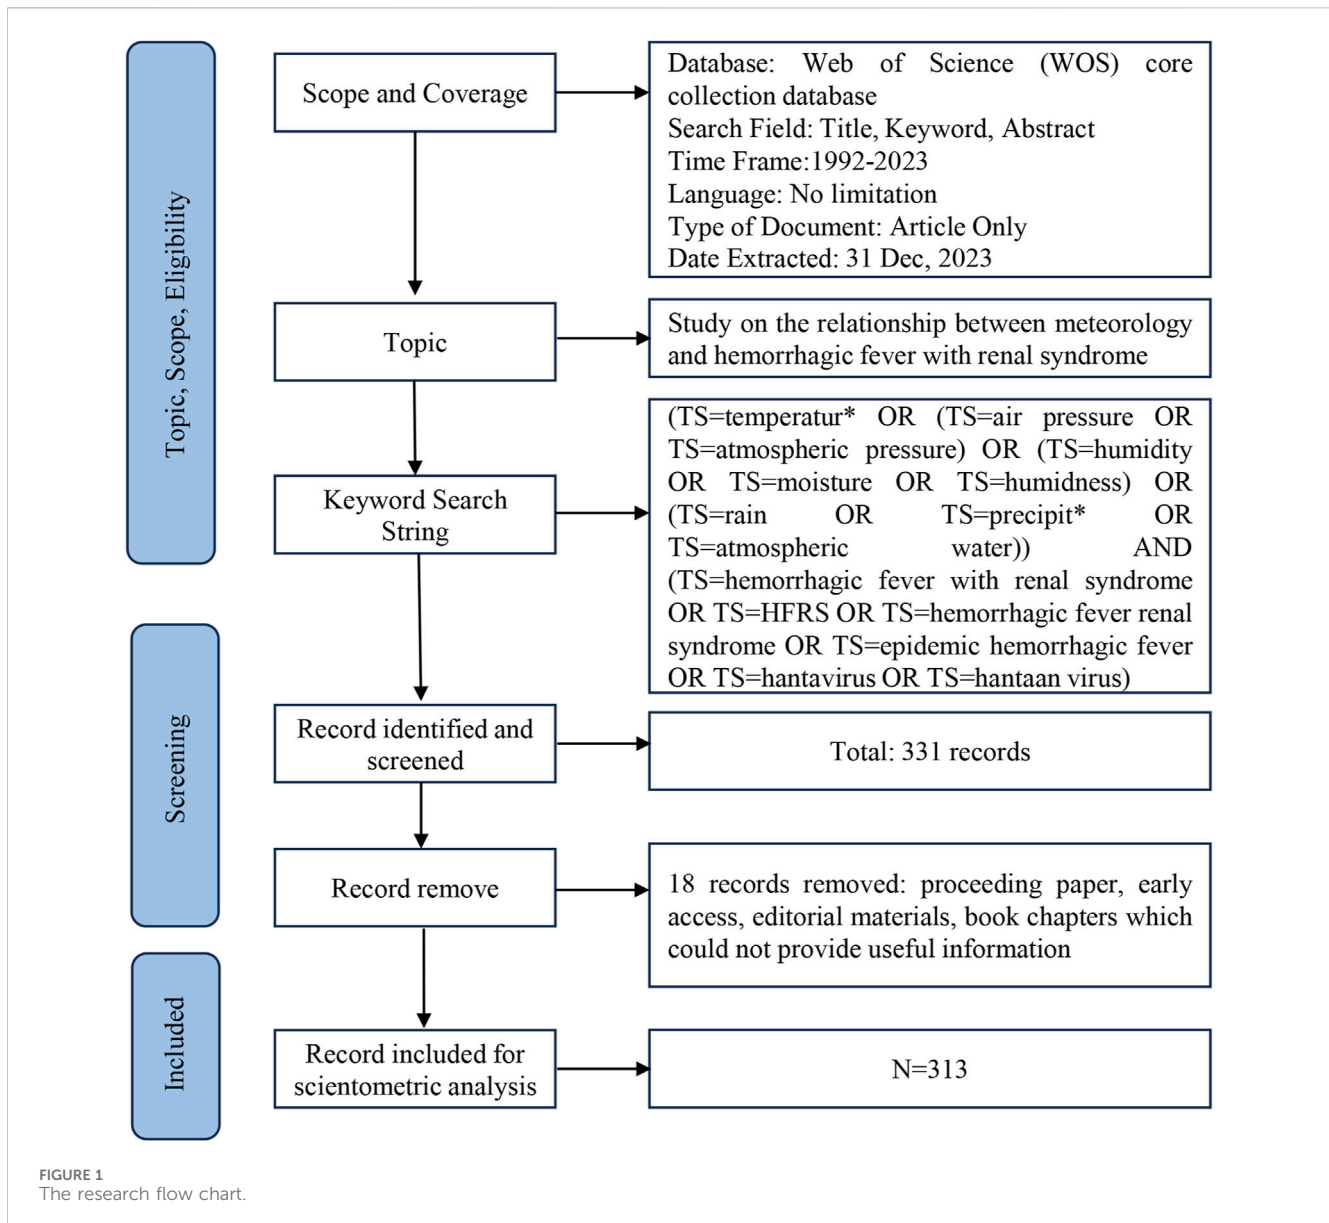 Topic, Scope, Eligibility
Scope and Coverage
Database: Web of Science (WOS) core
collection database
Search Field: Title, Keyword, Abstract
Time Frame:1992-2023
Language: No limitation
Type of Document: Article Only
Date Extracted: 31 Dec, 2023
Topic
Study on the relationship between meteorology
and hemorrhagic fever with renal syndrome
Keyword Search
String
(TS=temperatur* OR (TS=air pressure OR
TS=atmospheric pressure) OR (TS=humidity
OR TS=moisture OR TS=humidness) OR
(TS=rain OR TS=precipit* OR
TS=atmospheric water)) AND
(TS=hemorrhagic fever with renal syndrome
OR TS=HFRS OR TS=hemorrhagic fever renal
syndrome OR TS=epidemic hemorrhagic fever
OR TS=hantavirus OR TS=hantaan virus)
Screening
Record identified and
screened
Total: 331 records
Record remove
18 records removed: proceeding paper, early
access, editorial materials, book chapters which
could not provide useful information
Included
Record included for
scientometric analysis
N=313
FIGURE 1
The research flow chart.